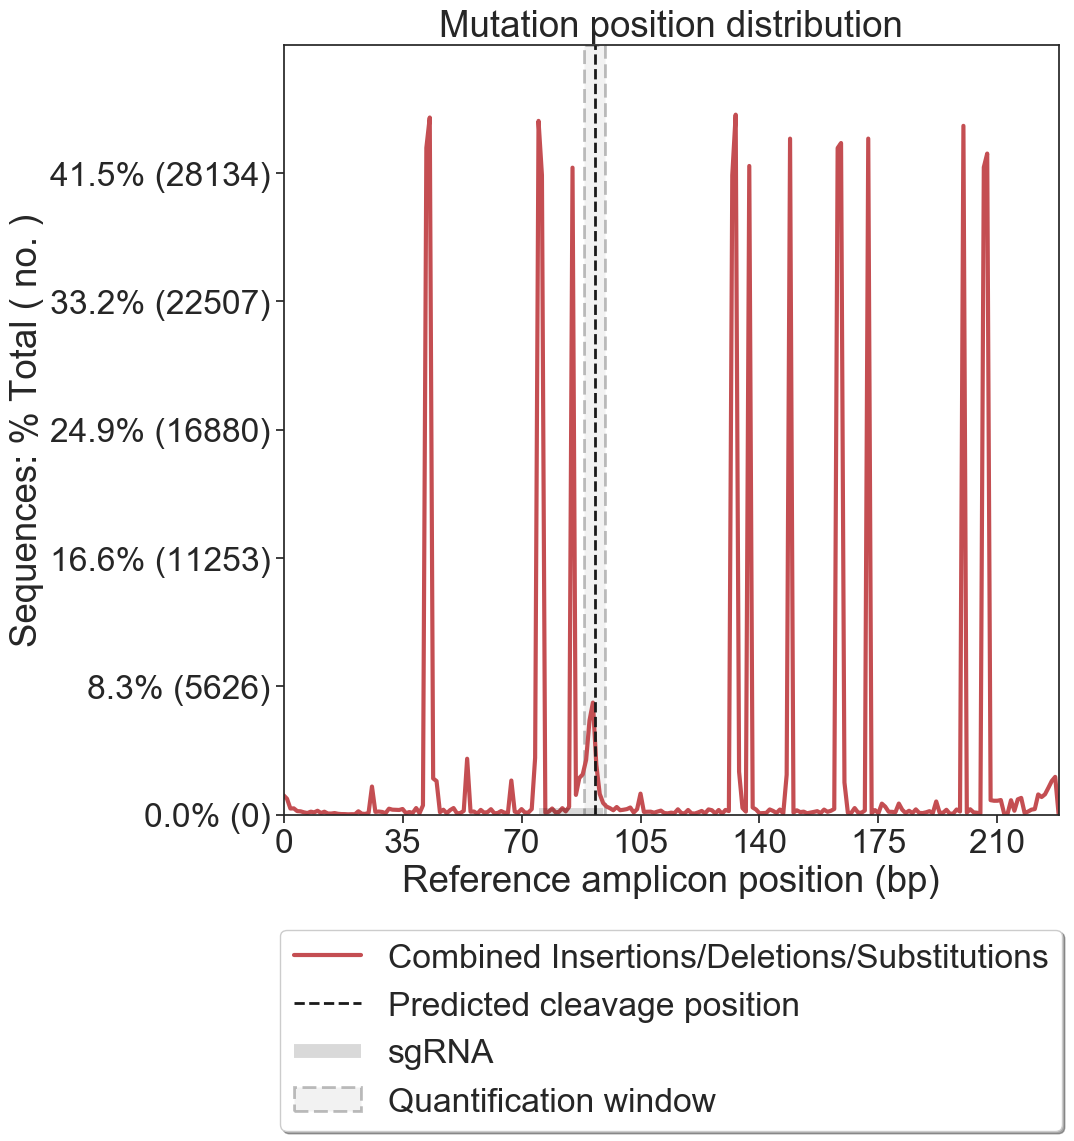 Mutation position distribution
Sequences: % Total ( no. )
41.5% (28134)
33.2% (22507)
24.9% (16880)
16.6% (11253)
8.3% (5626)
0.0% (0)
0 35 70 105 140 175 210
Reference amplicon position (bp)
Combined Insertions/Deletions/Substitutions
Predicted cleavage position
sgRNA
Quantification window